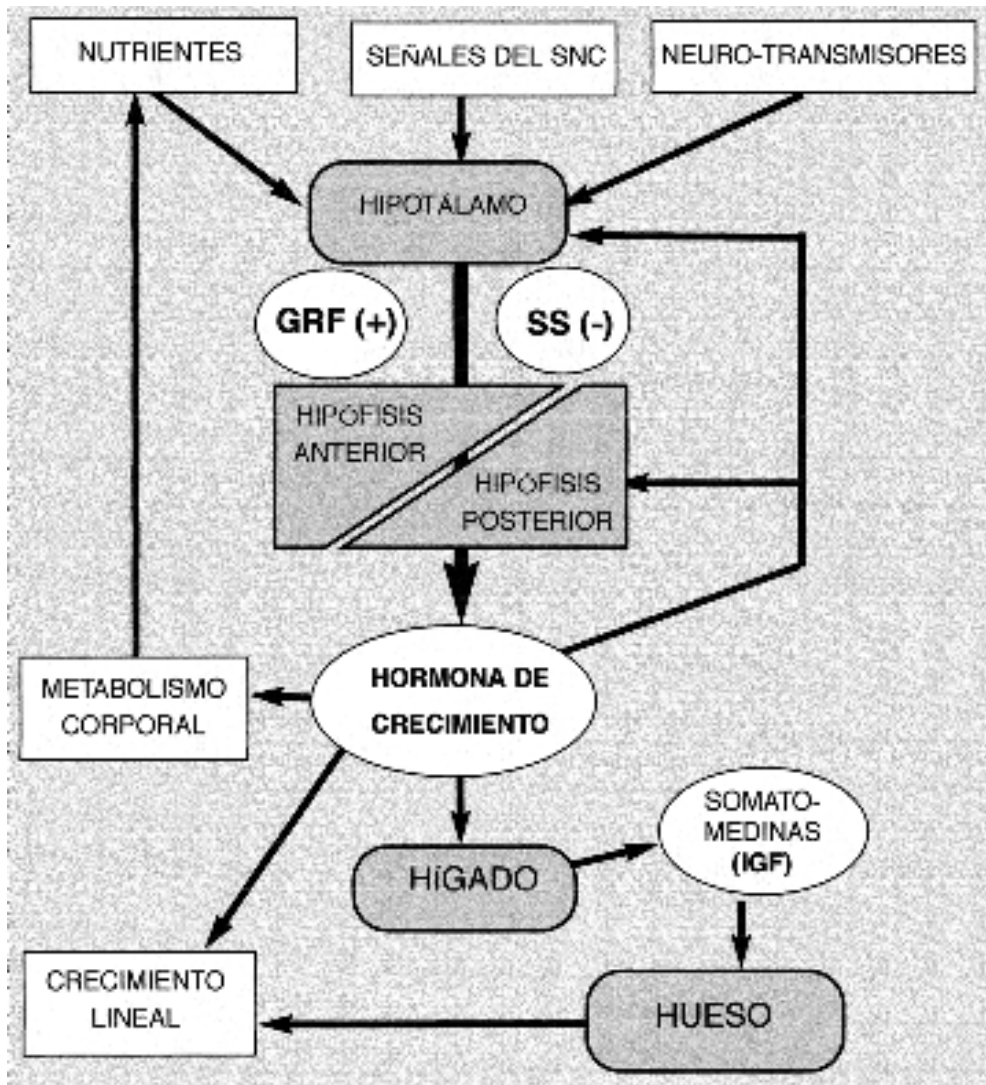 NUTRIENTES
SEÑALES DEL SNC
NEURO-TRANSMISORES
HIPOTÁLAMO
GRF (+)
SS (-)
HIPÓFISIS
ANTERIOR
HIPÓFISIS
POSTERIOR
HORMONA DE
CRECIMIENTO
METABOLISMO
CORPORAL
SOMATO-
MEDINAS
(IGF)
HíGADO
CRECIMIENTO
LINEAL
HUESO